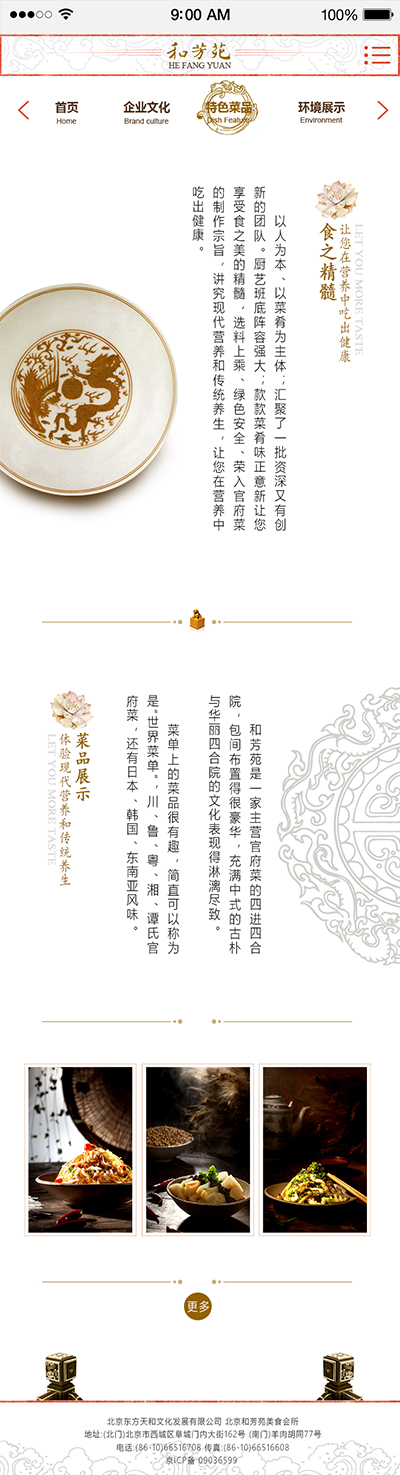 9:00 AM
100%
和芳苑
HE FANG YUAN
首页
Home
企业文化
Brand culture
特色菜品
Dish Feature
环境展示
Environment
LET YOU MORE TASTE
让您在营养中吃出健康
食之精髓
以人为本、以菜肴为主体；汇聚了一批资深又有创
新的团队。厨艺班底阵容强大；款款菜肴味正意新让您
享受食之美的精髓，选料上乘、绿色安全、荣入官府菜
的制作宗旨，讲究现代营养和传统养生，让您在营养中
吃出健康。
菜品展示
体验现代营养和传统养生
LET YOU MORE TASTE
和芳苑是一家主营官府菜的四进四合
院，包间布置得很豪华，充满中式的古朴
与华丽四合院的文化表现得淋漓尽致。
菜单上的菜品很有趣，简直可以称为
是“世界菜单”，川、鲁、粤、湘、谭氏官
府菜，还有日本、韩国、东南亚风味。
更多
北京东方天和文化发展有限公司 北京和芳苑美食会所
地址:(北门)北京市西城区阜城门内大街162号 (南门)羊肉胡同77号
电话:(86-10)66516708 传真:(86-10)66516608
京ICP备 09036599